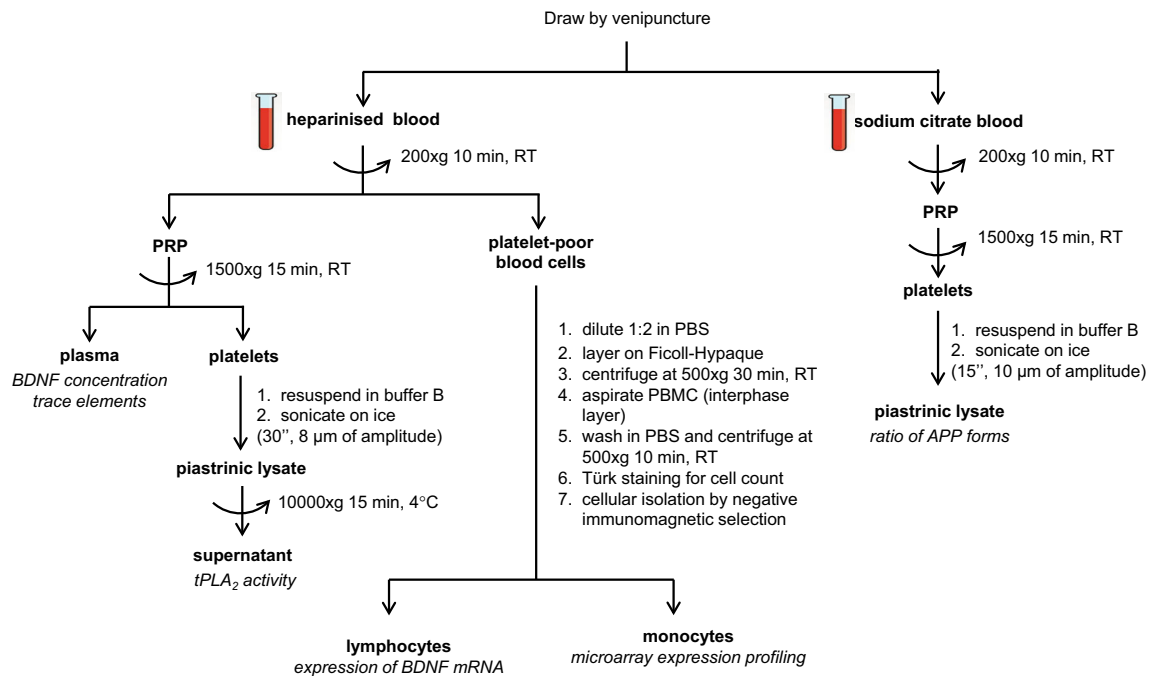 Draw by venipuncture
heparinised blood
200xg 10 min, RT
PRP
1500xg 15 min, RT
plasma
BDNF concentration
trace elements
platelets
1. resuspend in buffer B
2. sonicate on ice
(30’’, 8 µm of amplitude)
piastrinic lysate
10000xg 15 min, 4°C
supernatant
tPLA₂ activity
platelet-poor
blood cells
1. dilute 1:2 in PBS
2. layer on Ficoll-Hypaque
3. centrifuge at 500xg 30 min, RT
4. aspirate PBMC (interphase
layer)
5. wash in PBS and centrifuge at
500xg 10 min, RT
6. Türk staining for cell count
7. cellular isolation by negative
immunomagnetic selection
lymphocytes
expression of BDNF mRNA
monocytes
microarray expression profiling
sodium citrate blood
200xg 10 min, RT
PRP
1500xg 15 min, RT
platelets
1. resuspend in buffer B
2. sonicate on ice
(15’’, 10 µm of amplitude)
piastrinic lysate
ratio of APP forms